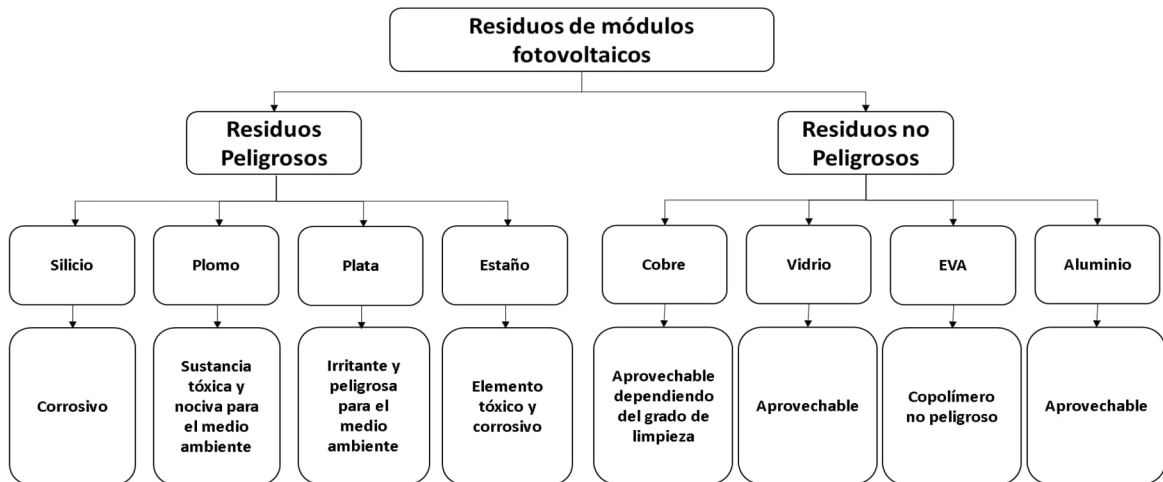 Residuos de módulos
fotovoltaicos
Residuos
Peligrosos
Residuos no
Peligrosos
Silicio
Plomo
Plata
Estaño
Cobre
Vidrio
EVA
Aluminio
Corrosivo
Sustancia
tóxica y
nociva para
el medio
ambiente
Irritante y
peligrosa
para el
medio
ambiente
Elemento
tóxico y
corrosivo
Aprovechable
dependiendo
del grado de
limpieza
Aprovechable
Copolímero
no peligroso
Aprovechable